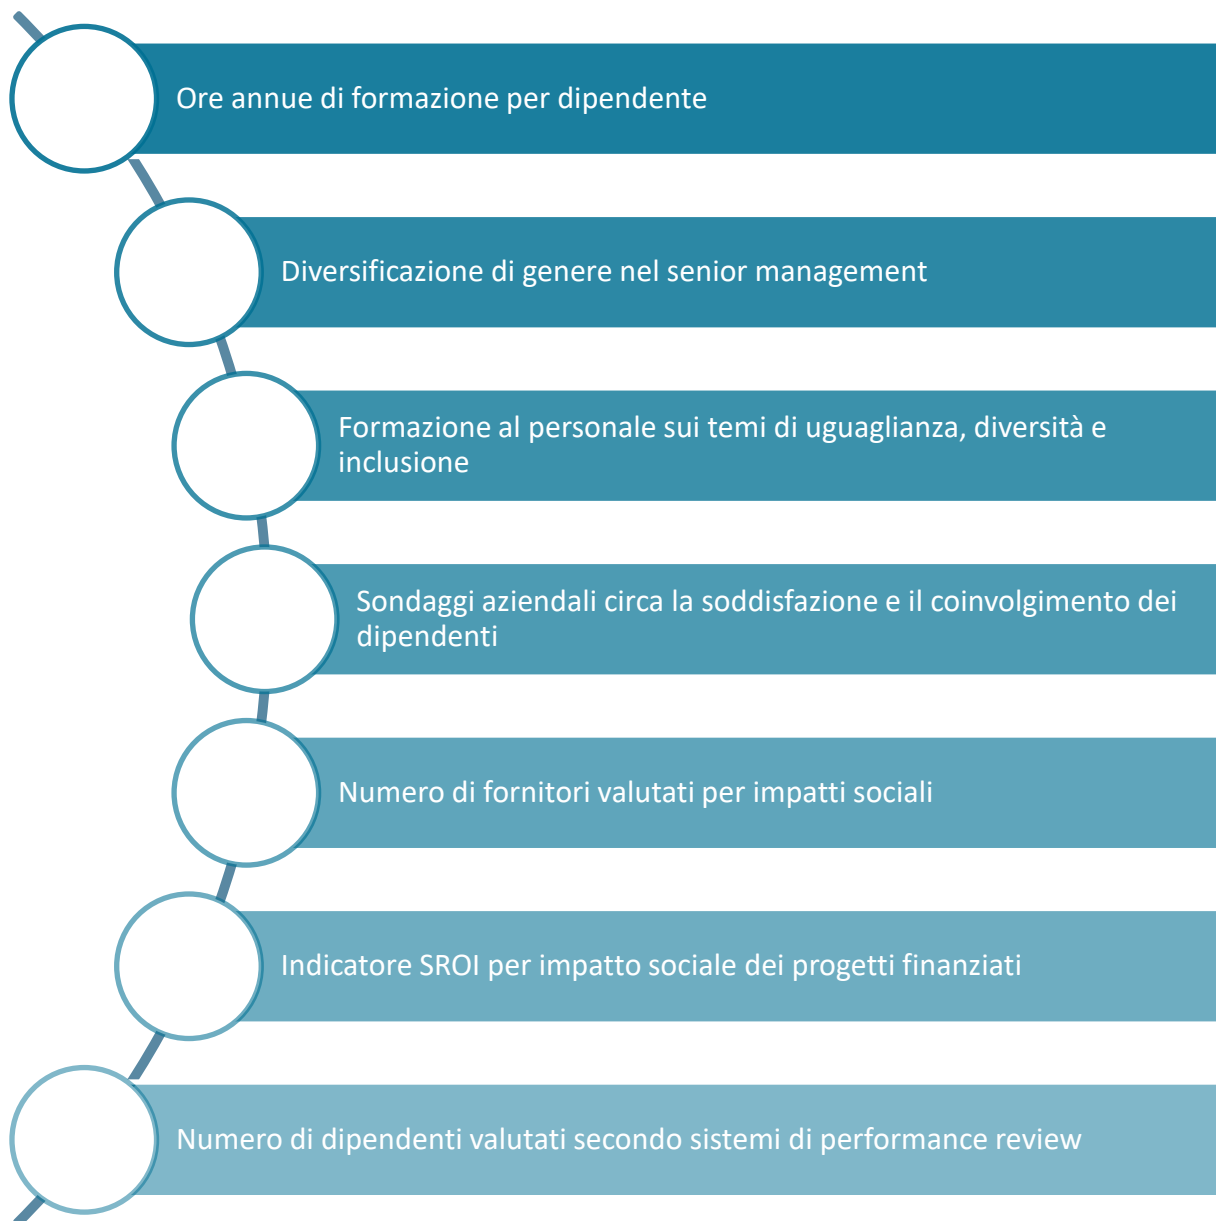 Ore annue di formazione per dipendente
Diversificazione di genere nel senior management
Formazione al personale sui temi di uguaglianza, diversità e
inclusione
Sondaggi aziendali circa la soddisfazione e il coinvolgimento dei
dipendenti
Numero di fornitori valutati per impatti sociali
Indicatore SROI per impatto sociale dei progetti finanziati
Numero di dipendenti valutati secondo sistemi di performance review